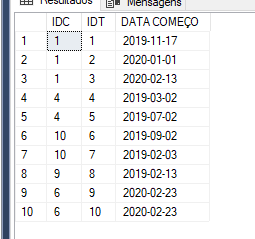 Resultados Mensagens
IDC IDT DATA COMEÇO
1 1 1 2019-11-17
2 1 2 2020-01-01
3 1 3 2020-02-13
4 4 4 2019-03-02
5 4 5 2019-07-02
6 10 6 2019-09-02
7 10 7 2019-02-03
8 9 8 2019-02-13
9 6 9 2020-02-23
10 6 10 2020-02-23